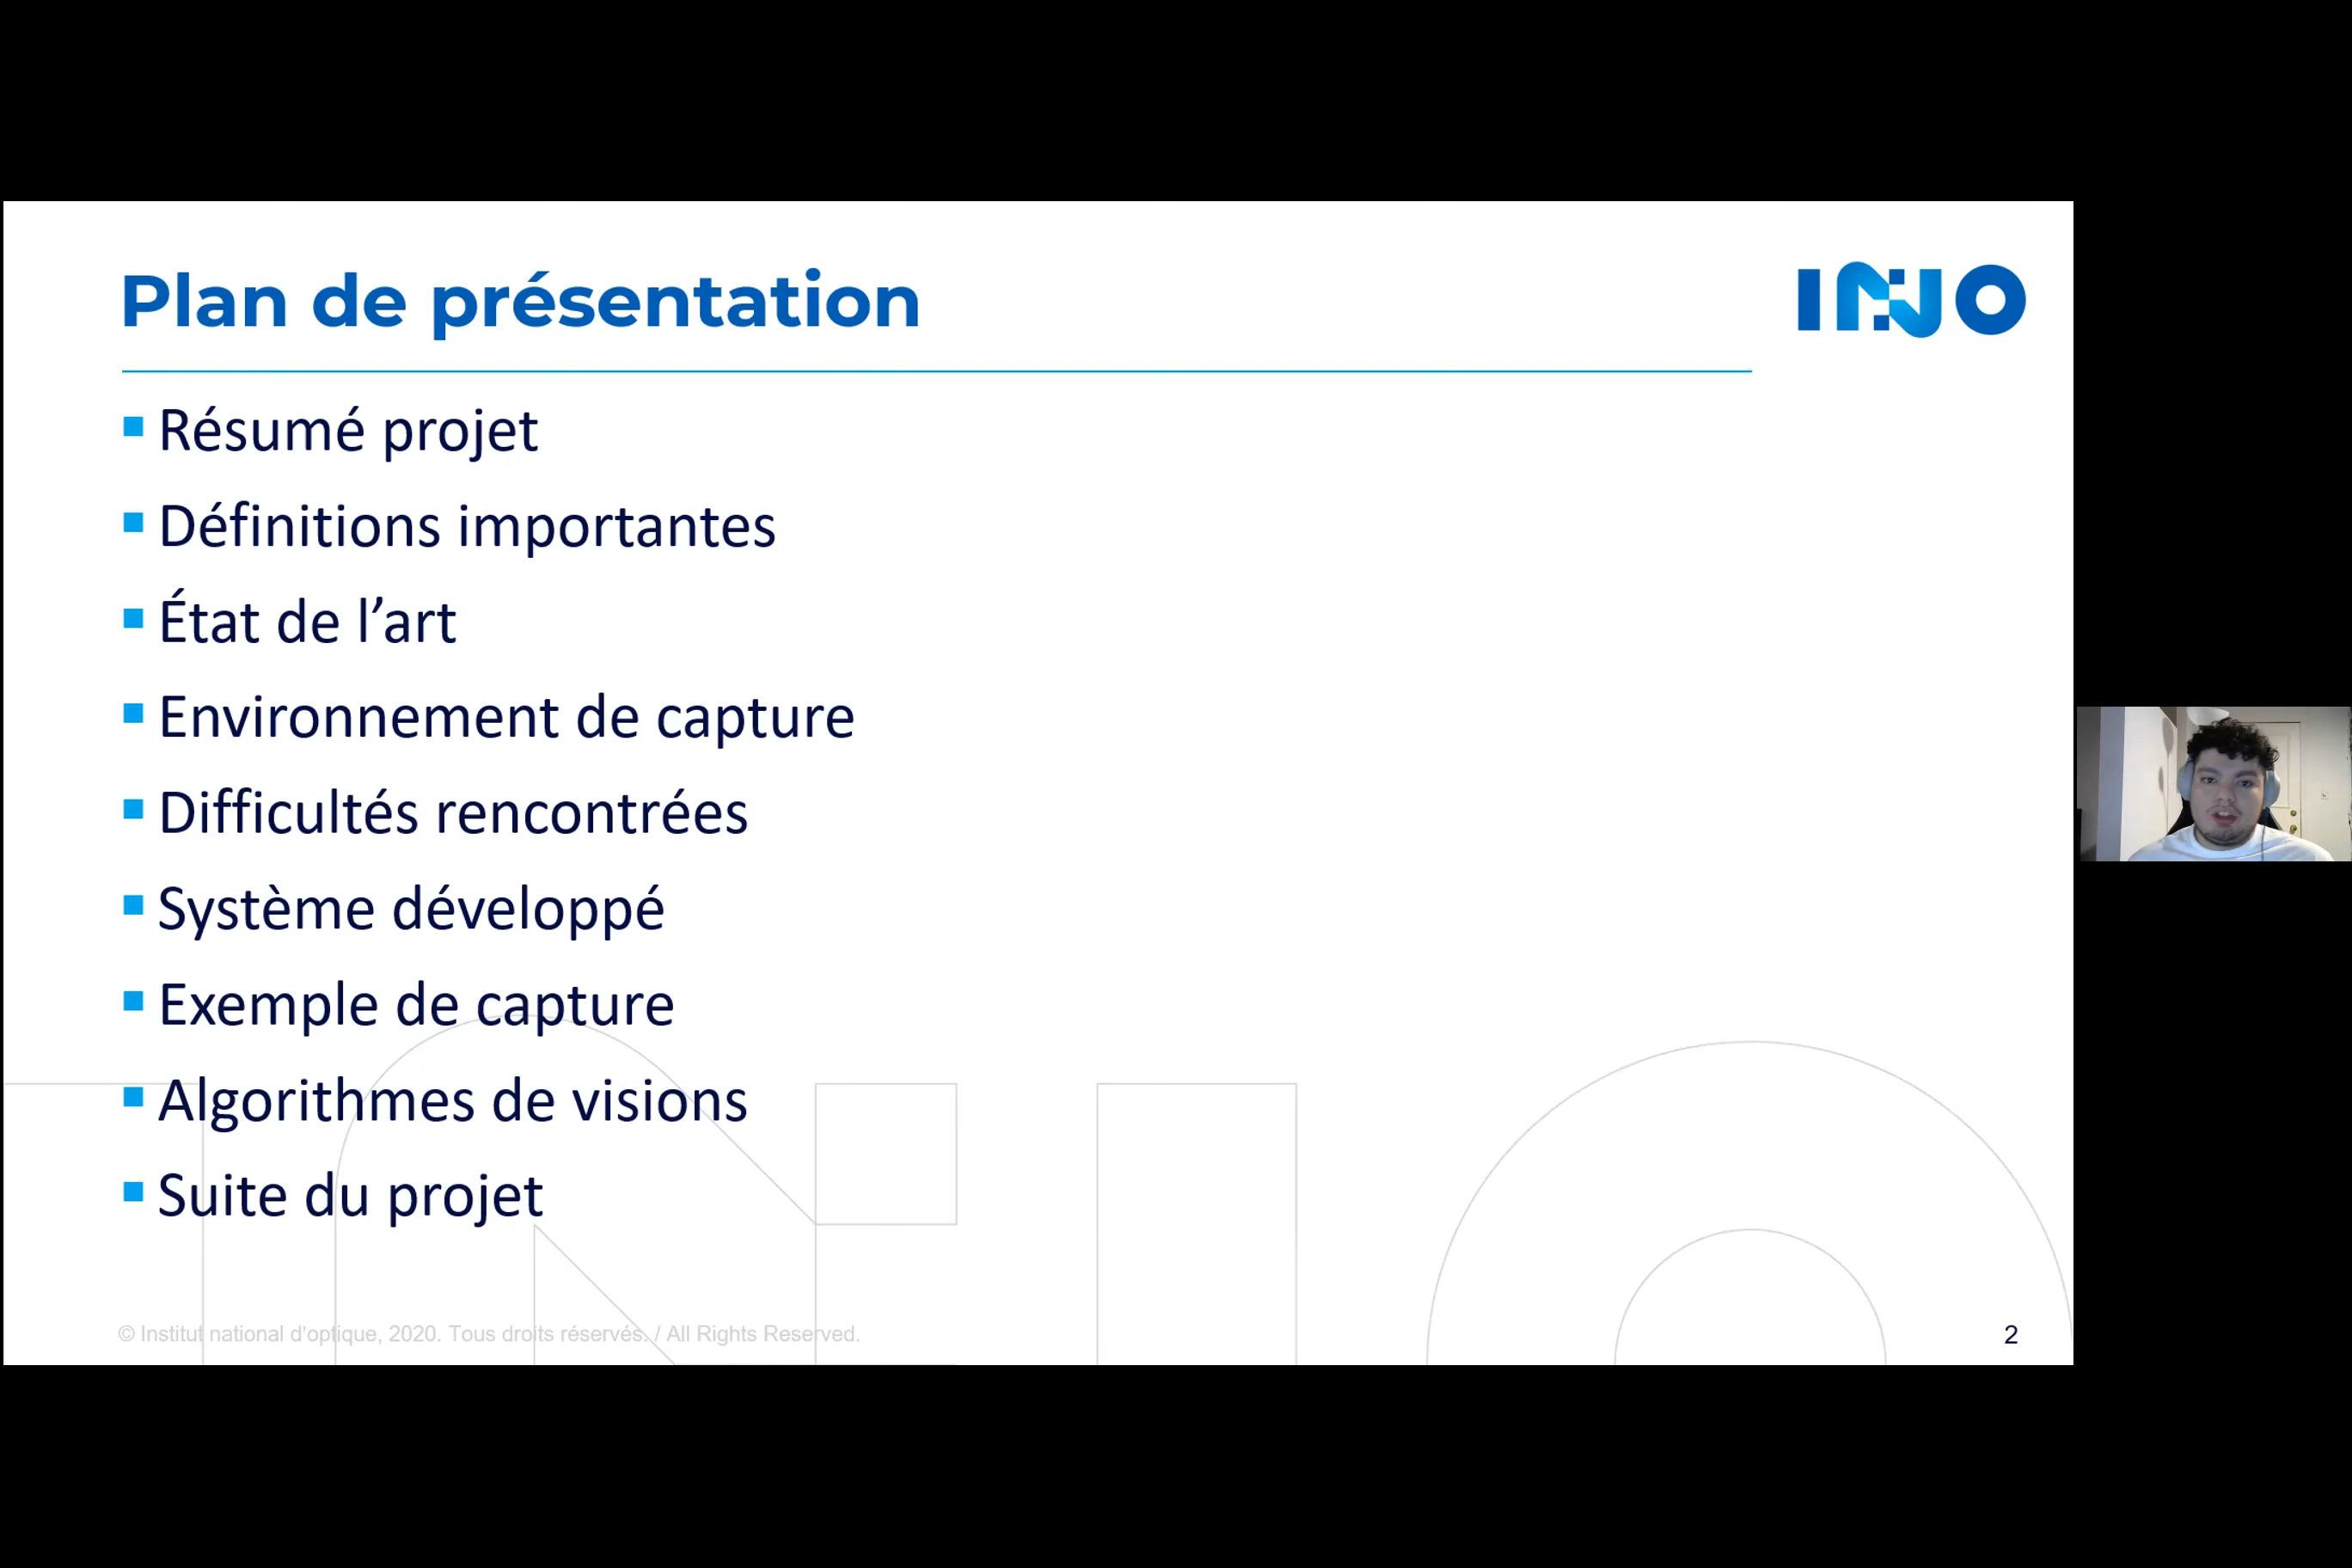 Plan de présentation
INO
Résumé projet
Définitions importantes
État de l’art
Environnement de capture
Difficultés rencontrées
Système développé
Exemple de capture
Algorithmes de visions
Suite du projet
© Institut national d'optique, 2020. Tous droits réservés. / All Rights Reserved.
2